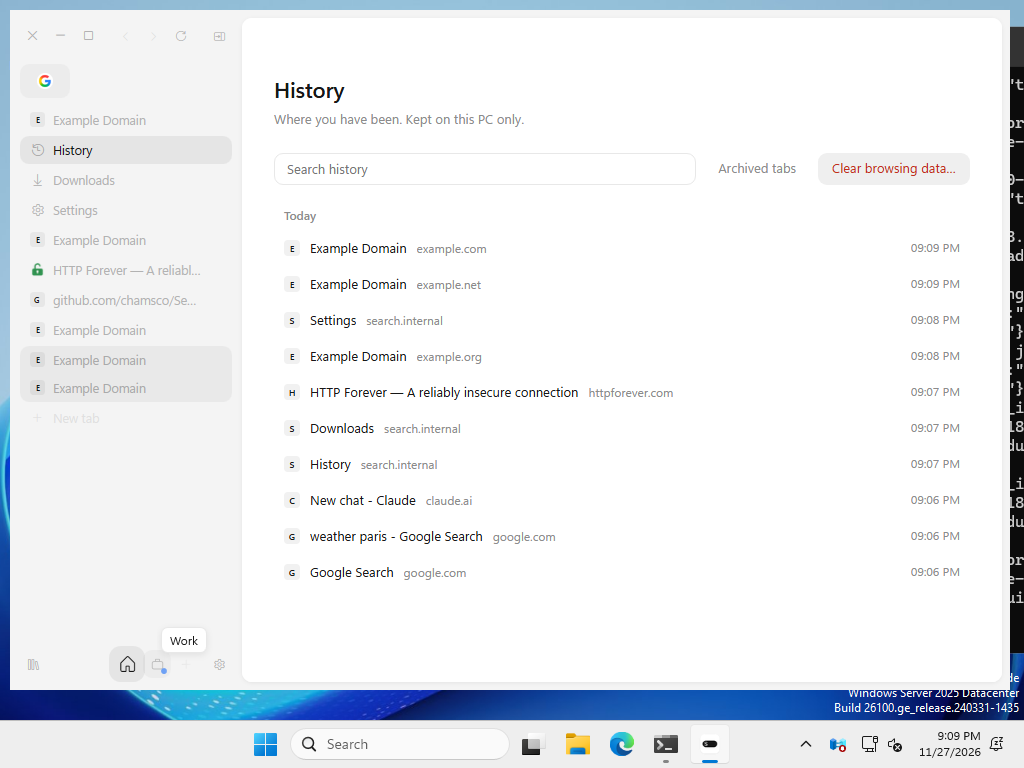 Example Domain
History
Downloads
Settings
Example Domain
HTTP Forever — A reliabl...
github.com/chamsco/Se...
Example Domain
Example Domain
Example Domain
New tab
Work
History
Where you have been. Kept on this PC only.
Search history
Archived tabs
Clear browsing data...
Today
Example Domain example.com 09:09 PM
Example Domain example.net 09:09 PM
Settings search.internal 09:08 PM
Example Domain example.org 09:08 PM
HTTP Forever — A reliably insecure connection httpforever.com 09:07 PM
Downloads search.internal 09:07 PM
History search.internal 09:07 PM
New chat - Claude claude.ai 09:06 PM
weather paris - Google Search google.com 09:06 PM
Google Search google.com 09:06 PM
Windows Server 2025 Datacenter
Build 26100.ge_release.240331-1435
Search
9:09 PM
11/27/2026